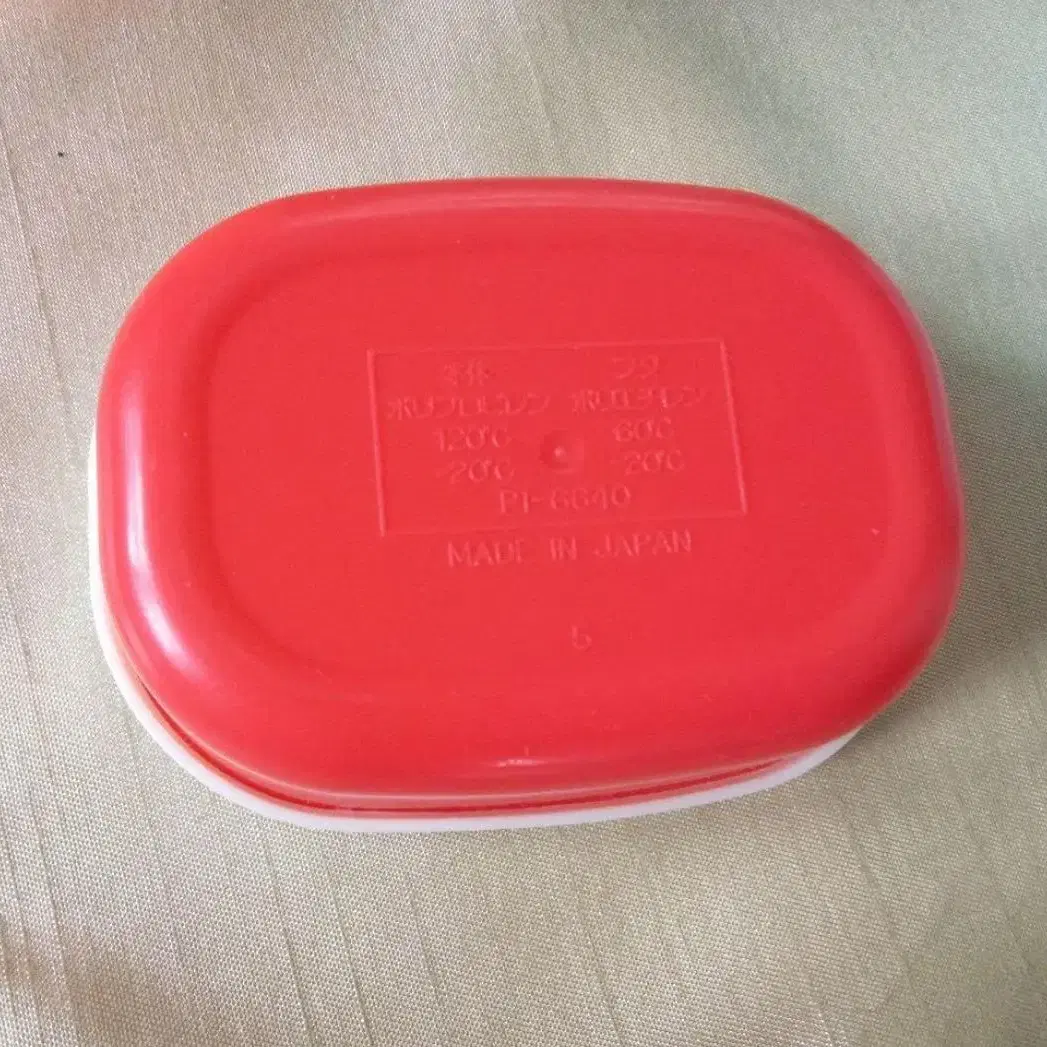 本体 フタ
ポリプロピレン ポリエチレン
120℃ 60℃
-20℃ -20℃
PI-6640
MADE IN JAPAN
5